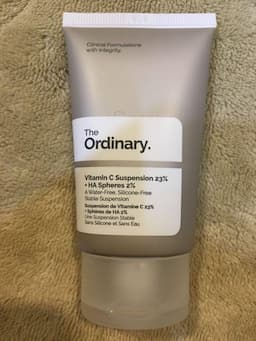 Clinical Formulations
with Integrity.
The
Ordinary.
Vitamin C Suspension 23%
+ HA Spheres 2%
A Water-Free, Silicone-Free
Stable Suspension
Suspension de Vitamine C 23%
+ Sphères de HA 2%
Une Suspension Stable
Sans Silicone et Sans Eau